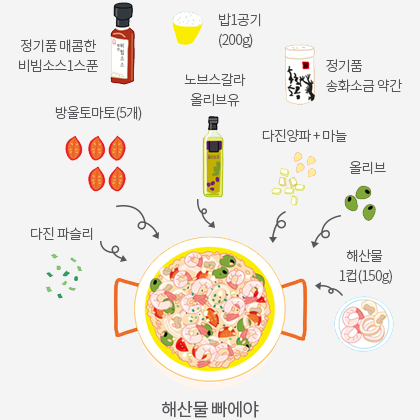 밥1공기
(200g)
정기품 매콤한
비빔소스1스푼
노브스갈라
올리브유
정기품
송화소금 약간
방울토마토(5개)
다진양파 + 마늘
올리브
다진 파슬리
해산물
1컵(150g)
해산물 빠에야